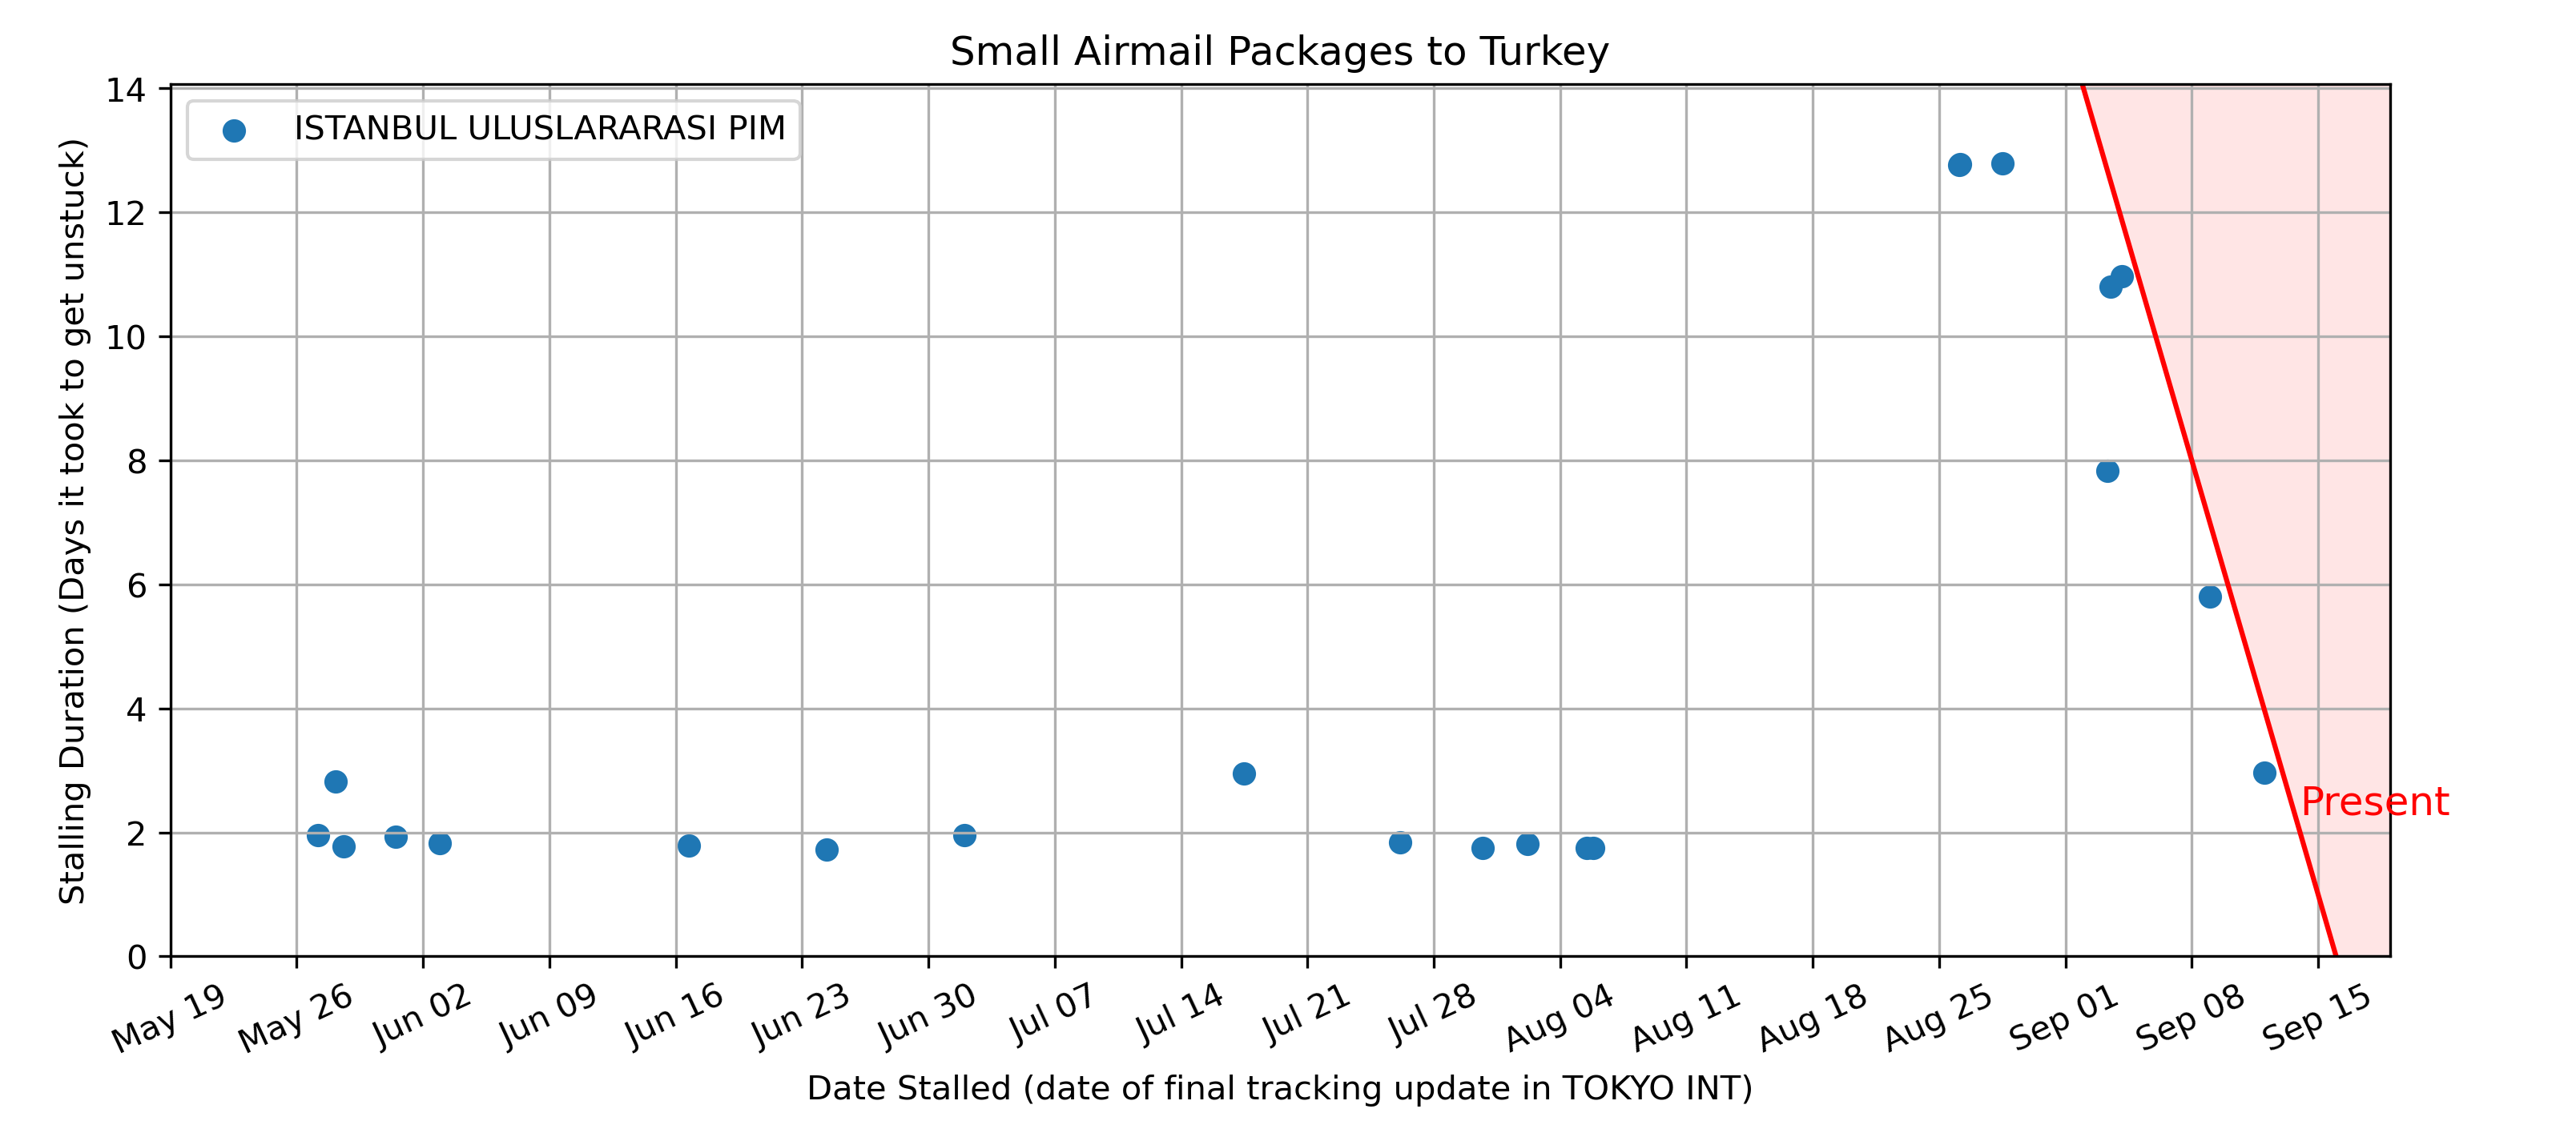 Small Airmail Packages to Turkey
ISTANBUL ULUSLARARASI PIM
Stalling Duration (Days it took to get unstuck)
14
12
10
8
6
4
2
0
Present
May 19
May 26
Jun 02
Jun 09
Jun 16
Jun 23
Jun 30
Jul 07
Jul 14
Jul 21
Jul 28
Aug 04
Aug 11
Aug 18
Aug 25
Sep 01
Sep 08
Sep 15
Date Stalled (date of final tracking update in TOKYO INT)